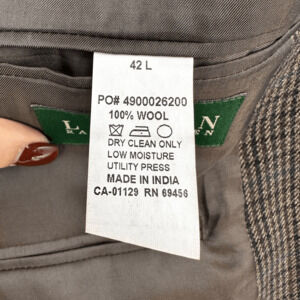 42 L
PO# 4900026200
100% WOOL
DRY CLEAN ONLY
LOW MOISTURE
UTILITY PRESS
MADE IN INDIA
CA-01129 RN 69456